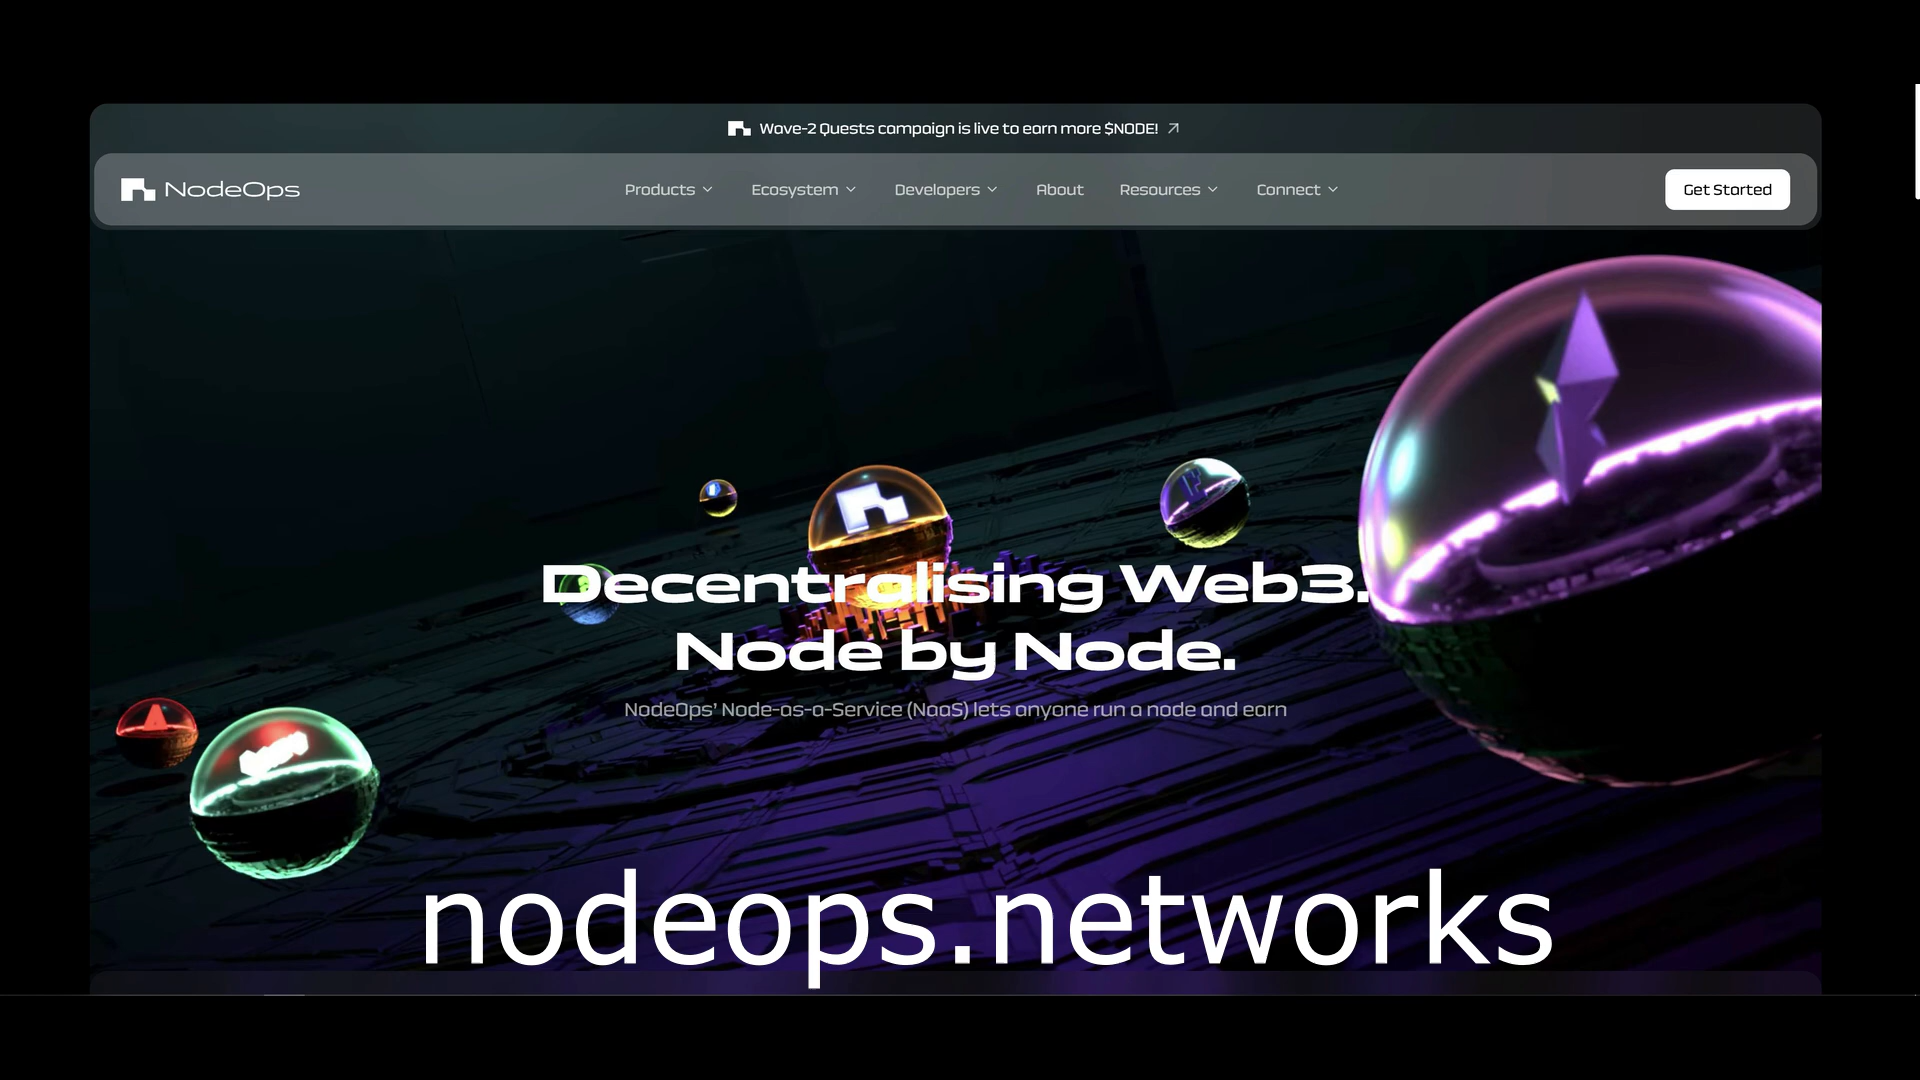 Wave-2 Quests campaign is live to earn more $NODE!
NodeOps
Products
Ecosystem
Developers
About
Resources
Connect
Get Started
Decentralising Web3.
Node by Node.
NodeOps' Node-as-a-Service (NaaS) lets anyone run a node and earn
nodeops.networks